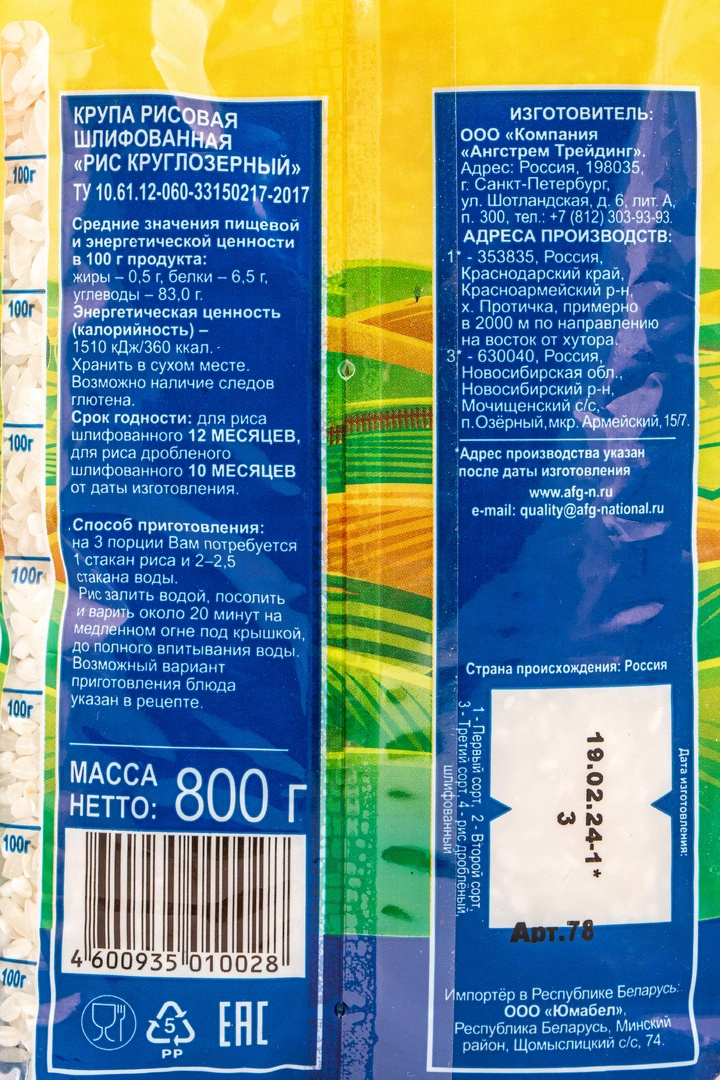 КРУПА РИСОВАЯ
ШЛИФОВАННАЯ
«РИС КРУГЛОЗЕРНЫЙ»
ТУ 10.61.12-060-33150217-2017
Средние значения пищевой
и энергетической ценности
в 100 г продукта:
жиры – 0,5 г, белки – 6,5 г,
углеводы – 83,0 г.
Энергетическая ценность
(калорийность) –
1510 кДж/360 ккал.
Хранить в сухом месте.
Возможно наличие следов
глютена.
Срок годности: для риса
шлифованного 12 МЕСЯЦЕВ,
для риса дробленого
шлифованного 10 МЕСЯЦЕВ
от даты изготовления.
Способ приготовления:
на 3 порции Вам потребуется
1 стакан риса и 2–2,5
стакана воды.
Рис залить водой, посолить
и варить около 20 минут на
медленном огне под крышкой,
до полного впитывания воды.
Возможный вариант
приготовления блюда
указан в рецепте.
МАССА
НЕТТО: 800 г
4 600935 010028
5
PP
EAC
100г
100г
100г
100г
100г
100г
100г
ИЗГОТОВИТЕЛЬ:
ООО «Компания
«Ангстрем Трейдинг».
Адрес: Россия, 198035,
г. Санкт-Петербург,
ул. Шотландская, д. 6, лит. А,
п. 300, тел.: +7 (812) 303-93-93.
АДРЕСА ПРОИЗВОДСТВ:
1* - 353835, Россия,
Краснодарский край,
Красноармейский р-н,
х. Протичка, примерно
в 2000 м по направлению
на восток от хутора.
3* - 630040, Россия,
Новосибирская обл.,
Новосибирский р-н,
Мочищенский с/с,
п.Озёрный,мкр. Армейский,15/7.
*Адрес производства указан
после даты изготовления
www.afg-n.ru
e-mail: quality@afg-national.ru
Страна происхождения: Россия
1 - Первый сорт, 2 - Второй сорт,
3 - Третий сорт, 4 - рис дроблёный,
шлифованный
19.02.24-1*
3
Дата изготовления:
Арт.78
Импортёр в Республике Беларусь:
ООО «Юмабел»,
Республика Беларусь, Минский
район, Щомыслицкий с/с, 74.